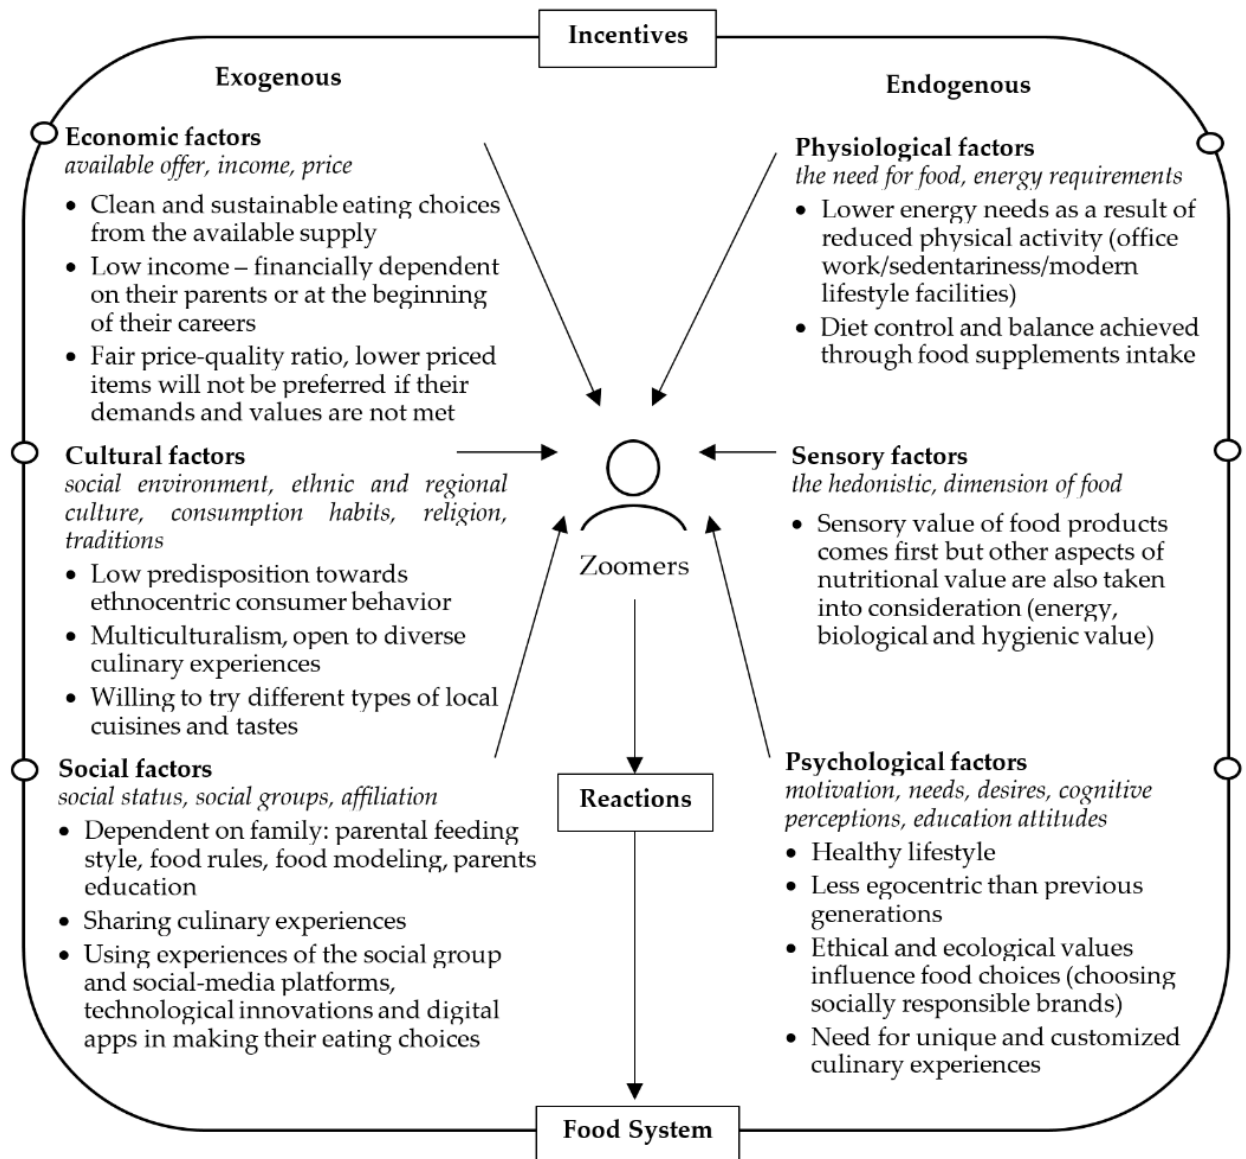 Incentives
Exogenous
Economic factors
available offer, income, price
• Clean and sustainable eating choices
from the available supply
• Low income – financially dependent
on their parents or at the beginning
of their careers
• Fair price-quality ratio, lower priced
items will not be preferred if their
demands and values are not met
Cultural factors
social environment, ethnic and regional
culture, consumption habits, religion,
traditions
• Low predisposition towards
ethnocentric consumer behavior
• Multiculturalism, open to diverse
culinary experiences
• Willing to try different types of local
cuisines and tastes
Social factors
social status, social groups, affiliation
• Dependent on family: parental feeding
style, food rules, food modeling, parents
education
• Sharing culinary experiences
• Using experiences of the social group
and social-media platforms,
technological innovations and digital
apps in making their eating choices
Zoomers
Reactions
Food System
Endogenous
Physiological factors
the need for food, energy requirements
• Lower energy needs as a result of
reduced physical activity (office
work/sedentariness/modern
lifestyle facilities)
• Diet control and balance achieved
through food supplements intake
Sensory factors
the hedonistic, dimension of food
• Sensory value of food products
comes first but other aspects of
nutritional value are also taken
into consideration (energy,
biological and hygienic value)
Psychological factors
motivation, needs, desires, cognitive
perceptions, education attitudes
• Healthy lifestyle
• Less egocentric than previous
generations
• Ethical and ecological values
influence food choices (choosing
socially responsible brands)
• Need for unique and customized
culinary experiences